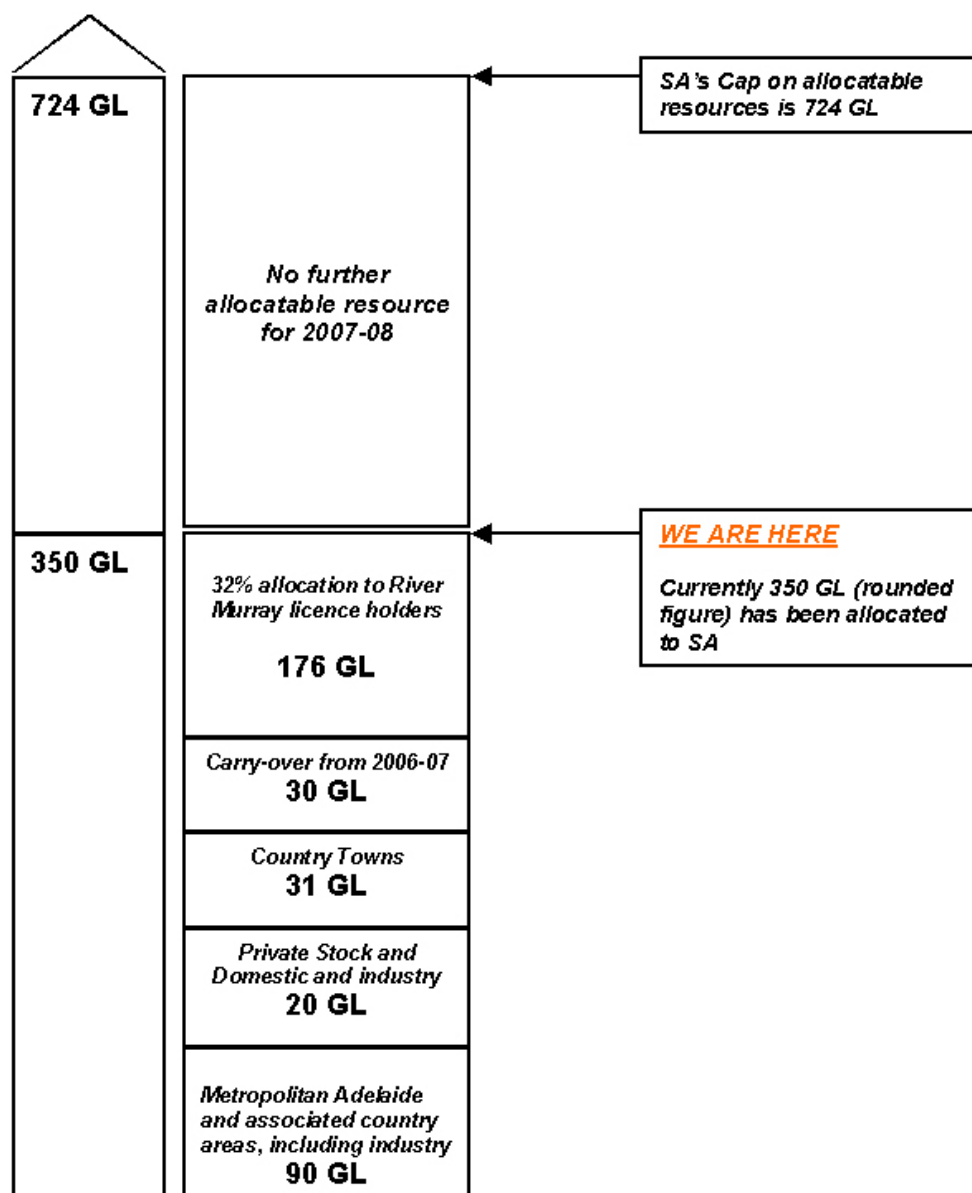 724 GL
SA's Cap on allocatable
resources is 724 GL
No further
allocatable resource
for 2007-08
350 GL
WE ARE HERE
Currently 350 GL (rounded
figure) has been allocated
to SA
32% allocation to River
Murray licence holders
176 GL
Carry-over from 2006-07
30 GL
Country Towns
31 GL
Private Stock and
Domestic and industry
20 GL
Metropolitan Adelaide
and associated country
areas, including industry
90 GL